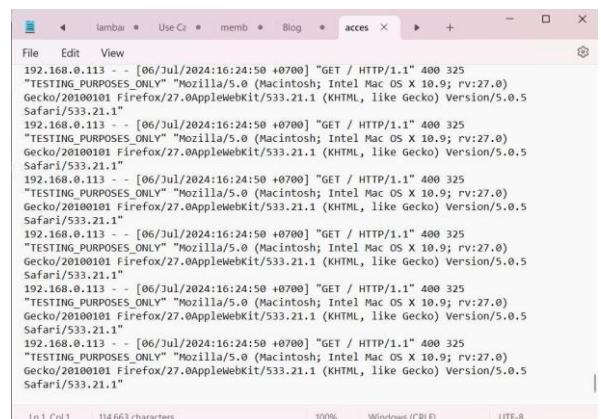 lambai Use Ca memb Blog acces
File Edit View
192.168.0.113 - - [06/Jul/2024:16:24:50 +0700] "GET / HTTP/1.1" 400 325
"TESTING_PURPOSES_ONLY" "Mozilla/5.0 (Macintosh; Intel Mac OS X 10.9; rv:27.0)
Gecko/20100101 Firefox/27.0AppleWebKit/533.21.1 (KHTML, like Gecko) Version/5.0.5
Safari/533.21.1"
192.168.0.113 - - [06/Jul/2024:16:24:50 +0700] "GET / HTTP/1.1" 400 325
"TESTING_PURPOSES_ONLY" "Mozilla/5.0 (Macintosh; Intel Mac OS X 10.9; rv:27.0)
Gecko/20100101 Firefox/27.0AppleWebKit/533.21.1 (KHTML, like Gecko) Version/5.0.5
Safari/533.21.1"
192.168.0.113 - - [06/Jul/2024:16:24:50 +0700] "GET / HTTP/1.1" 400 325
"TESTING_PURPOSES_ONLY" "Mozilla/5.0 (Macintosh; Intel Mac OS X 10.9; rv:27.0)
Gecko/20100101 Firefox/27.0AppleWebKit/533.21.1 (KHTML, like Gecko) Version/5.0.5
Safari/533.21.1"
192.168.0.113 - - [06/Jul/2024:16:24:50 +0700] "GET / HTTP/1.1" 400 325
"TESTING_PURPOSES_ONLY" "Mozilla/5.0 (Macintosh; Intel Mac OS X 10.9; rv:27.0)
Gecko/20100101 Firefox/27.0AppleWebKit/533.21.1 (KHTML, like Gecko) Version/5.0.5
Safari/533.21.1"
192.168.0.113 - - [06/Jul/2024:16:24:50 +0700] "GET / HTTP/1.1" 400 325
"TESTING_PURPOSES_ONLY" "Mozilla/5.0 (Macintosh; Intel Mac OS X 10.9; rv:27.0)
Gecko/20100101 Firefox/27.0AppleWebKit/533.21.1 (KHTML, like Gecko) Version/5.0.5
Safari/533.21.1"
192.168.0.113 - - [06/Jul/2024:16:24:50 +0700] "GET / HTTP/1.1" 400 325
"TESTING_PURPOSES_ONLY" "Mozilla/5.0 (Macintosh; Intel Mac OS X 10.9; rv:27.0)
Gecko/20100101 Firefox/27.0AppleWebKit/533.21.1 (KHTML, like Gecko) Version/5.0.5
Safari/533.21.1"
Ln 1, Col 1 114,663 characters 100% Windows (CRLF) UTF-8